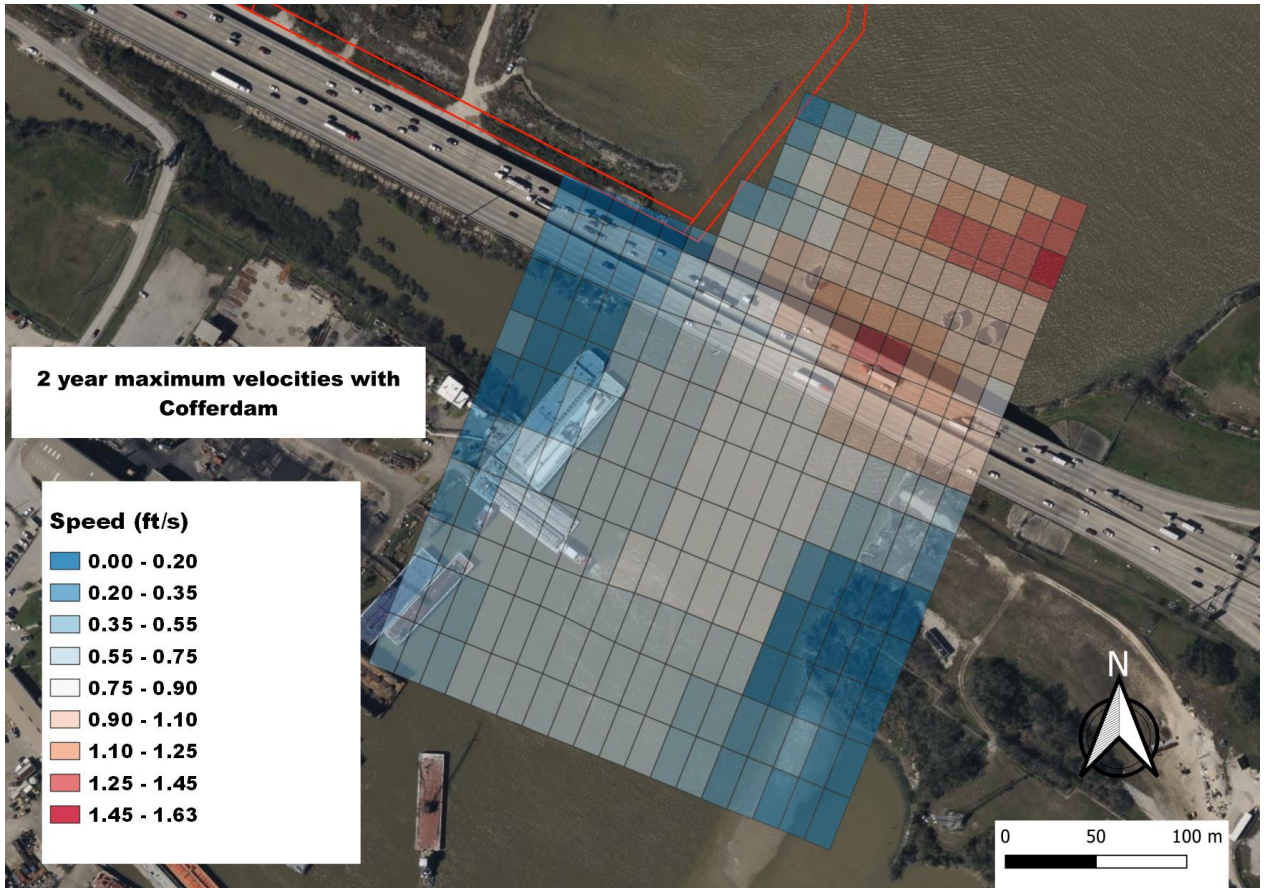 2 year maximum velocities with
Cofferdam
Speed (ft/s)
0.00 - 0.20
0.20 - 0.35
0.35 - 0.55
0.55 - 0.75
0.75 - 0.90
0.90 - 1.10
1.10 - 1.25
1.25 - 1.45
1.45 - 1.63
N
0 50 100 m